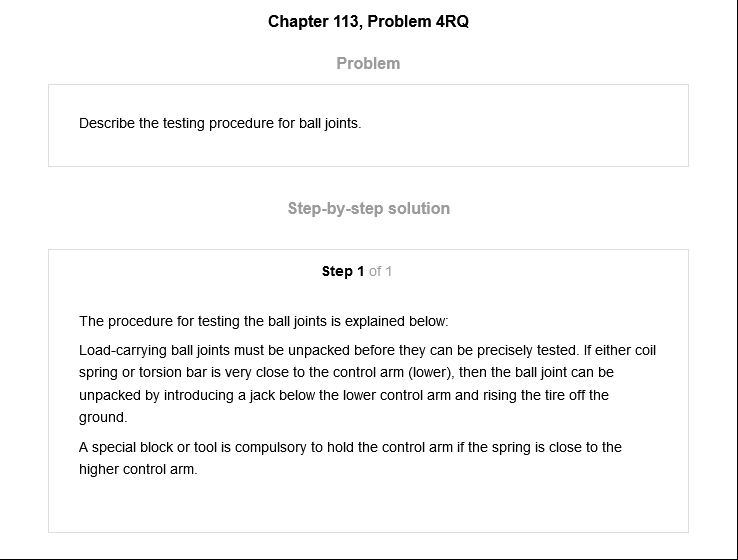 Chapter 113, Problem 4RQ
Problem
Describe the testing procedure for ball joints.
Step-by-step solution
Step 1 of 1
The procedure for testing the ball joints is explained below:
Load-carrying ball joints must be unpacked before they can be precisely tested. If either coil
spring or torsion bar is very close to the control arm (lower), then the ball joint can be
unpacked by introducing a jack below the lower control arm and rising the tire off the
ground.
A special block or tool is compulsory to hold the control arm if the spring is close to the
higher control arm.